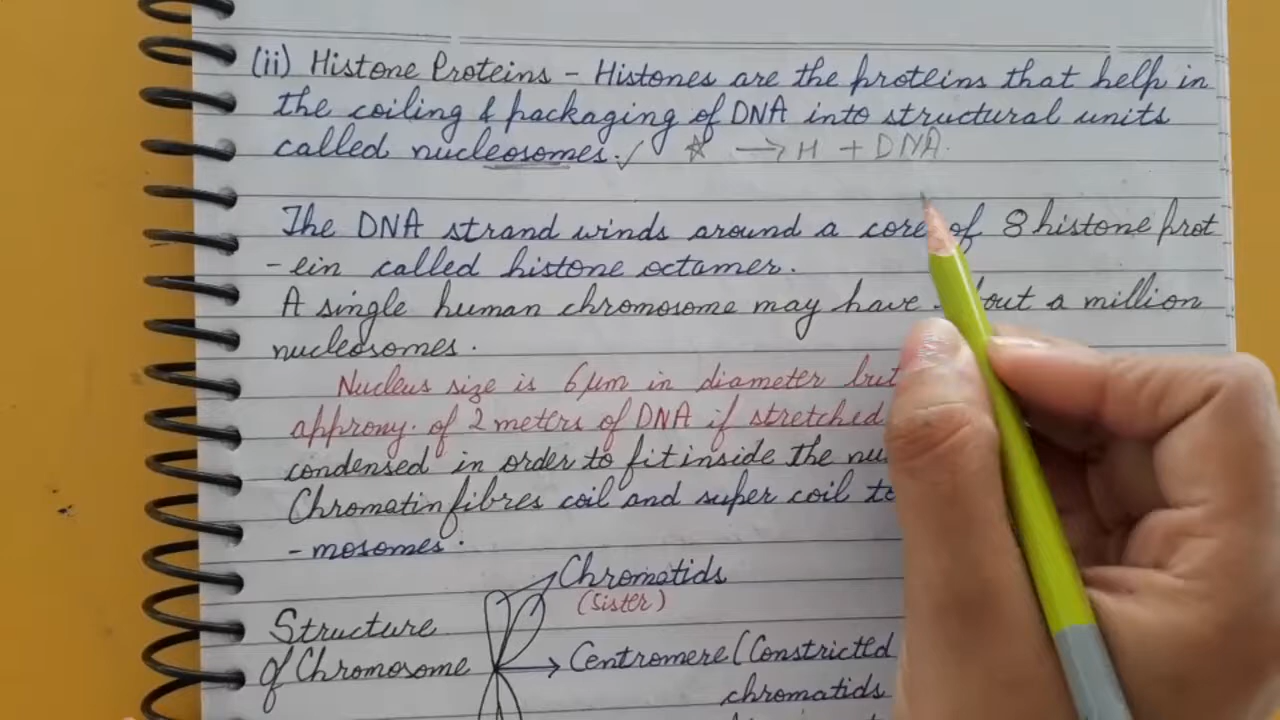 (ii) Histone Proteins - Histones are the proteins that help in
the coiling & packaging of DNA into structural units
called nucleosomes. ✓ ☆ → H + DNA.
The DNA strand winds around a core of 8 histone prot
-ein called histone octamer.
A single human chromosome may have out a million
nucleosomes.
Nucleus size is 6 μm in diameter but
approxy. of 2 meters of DNA if stretched
condensed in order to fit inside the nu
Chromatin fibres coil and super coil to
-mosomes.
Chromatids
(Sister)
Structure
of Chromosome
→ Centromere (Constricted
chromatids